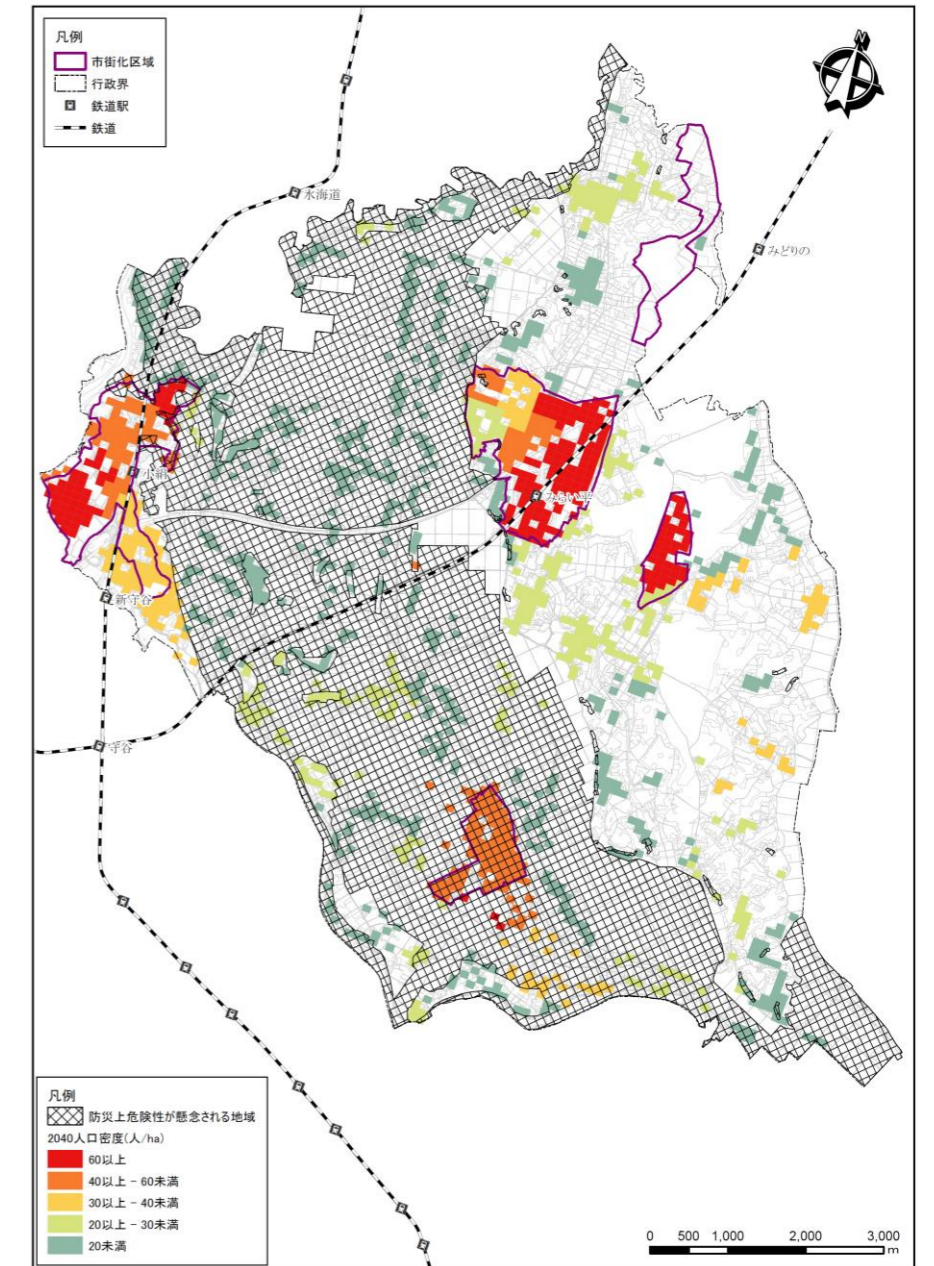 凡例
市街化区域
行政界
鉄道駅
鉄道
N
水海道
みどりの
小絹
みらい平
新守谷
守谷
凡例
防災上危険性が懸念される地域
2040人口密度(人/ha)
60以上
40以上 - 60未満
30以上 - 40未満
20以上 - 30未満
20未満
0 500 1,000 2,000 3,000
m